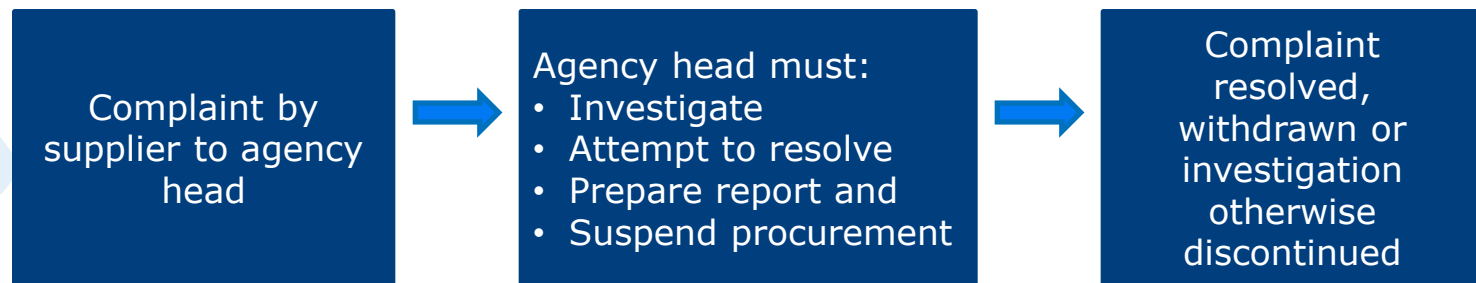 Complaint by
supplier to agency
head
Agency head must:
• Investigate
• Attempt to resolve
• Prepare report and
• Suspend procurement
Complaint
resolved,
withdrawn or
investigation
otherwise
discontinued